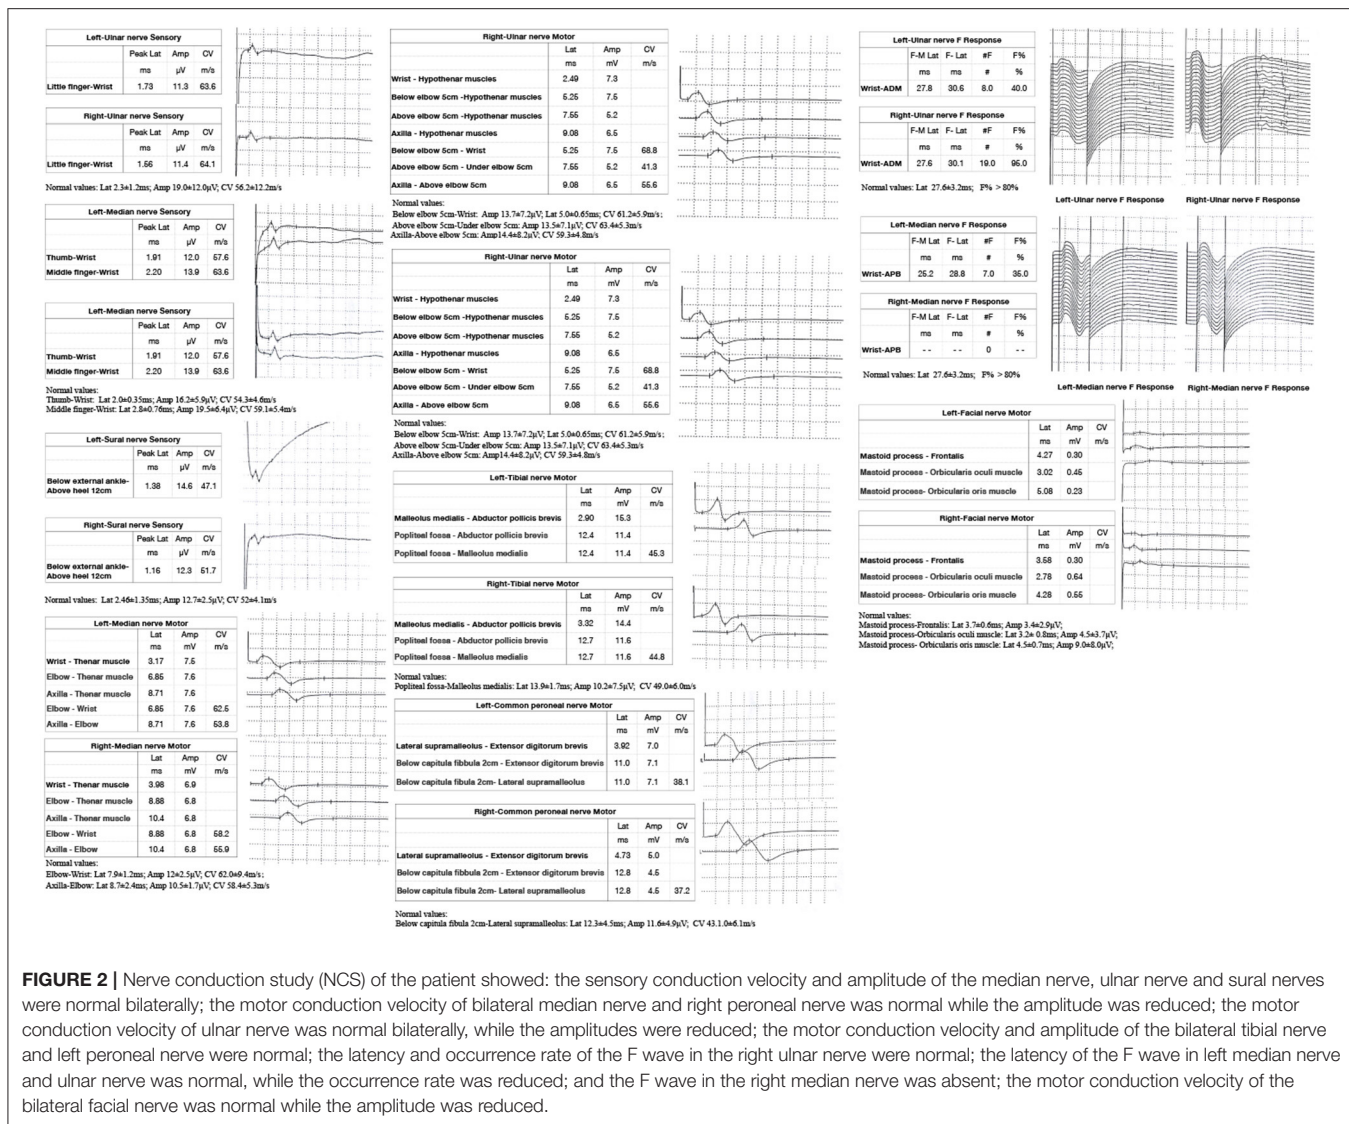 Left-Ulnar nerve Sensory
Peak Lat Amp CV
ms µV m/s
Little finger-Wrist 1.73 11.3 63.6
Right-Ulnar nerve Sensory
Peak Lat Amp CV
ms µV m/s
Little finger-Wrist 1.56 11.4 64.1
Normal values: Lat 2.3±1.2ms; Amp 19.0±12.0µV; CV 56.2±12.2m/s
Left-Median nerve Sensory
Peak Lat Amp CV
ms µV m/s
Thumb-Wrist 1.91 12.0 57.6
Middle finger-Wrist 2.20 13.9 63.6
Left-Median nerve Sensory
Peak Lat Amp CV
ms µV m/s
Thumb-Wrist 1.91 12.0 57.6
Middle finger-Wrist 2.20 13.9 63.6
Normal values:
Thumb-Wrist: Lat 2.0±0.35ms; Amp 16.2±5.9µV; CV 54.3±4.6m/s
Middle finger-Wrist: Lat 2.8±0.76ms; Amp 19.5±6.4µV; CV 59.1±5.4m/s
Left-Sural nerve Sensory
Peak Lat Amp CV
ms µV m/s
Below external ankle-
Above heel 12cm 1.38 14.6 47.1
Right-Sural nerve Sensory
Peak Lat Amp CV
ms µV m/s
Below external ankle-
Above heel 12cm 1.16 12.3 51.7
Normal values: Lat 2.46±1.35ms; Amp 12.7±2.5µV; CV 52±4.1m/s
Left-Median nerve Motor
Lat Amp CV
ms mV m/s
Wrist - Thenar muscle 3.17 7.5
Elbow - Thenar muscle 6.85 7.6
Axilla - Thenar muscle 8.71 7.6
Elbow - Wrist 6.85 7.6 62.5
Axilla - Elbow 8.71 7.6 53.8
Right-Median nerve Motor
Lat Amp CV
ms mV m/s
Wrist - Thenar muscle 3.98 6.9
Elbow - Thenar muscle 8.88 6.8
Axilla - Thenar muscle 10.4 6.8
Elbow - Wrist 8.88 6.8 58.2
Axilla - Elbow 10.4 6.8 55.9
Normal values:
Elbow-Wrist: Lat 7.9±1.2ms; Amp 12±2.5µV; CV 62.0±9.4m/s;
Axilla-Elbow: Lat 8.7±2.4ms; Amp 10.5±1.7µV; CV 58.4±5.3m/s
Right-Ulnar nerve Motor
Lat Amp CV
ms mV m/s
Wrist - Hypothenar muscles 2.49 7.3
Below elbow 5cm -Hypothenar muscles 5.25 7.5
Above elbow 5cm -Hypothenar muscles 7.55 5.2
Axilla - Hypothenar muscles 9.08 6.5
Below elbow 5cm - Wrist 5.25 7.5 68.8
Above elbow 5cm - Under elbow 5cm 7.55 5.2 41.3
Axilla - Above elbow 5cm 9.08 6.5 55.6
Normal values:
Below elbow 5cm-Wrist: Amp 13.7±7.2µV; Lat 5.0±0.65ms; CV 61.2±5.9m/s;
Above elbow 5cm-Under elbow 5cm: Amp 13.5±7.1µV; CV 63.4±5.3m/s
Axilla-Above elbow 5cm: Amp14.4±8.2µV; CV 59.3±4.8m/s
Right-Ulnar nerve Motor
Lat Amp CV
ms mV m/s
Wrist - Hypothenar muscles 2.49 7.3
Below elbow 5cm -Hypothenar muscles 5.25 7.5
Above elbow 5cm -Hypothenar muscles 7.55 5.2
Axilla - Hypothenar muscles 9.08 6.5
Below elbow 5cm - Wrist 5.25 7.5 68.8
Above elbow 5cm - Under elbow 5cm 7.55 5.2 41.3
Axilla - Above elbow 5cm 9.08 6.5 55.6
Normal values:
Below elbow 5cm-Wrist: Amp 13.7±7.2µV; Lat 5.0±0.65ms; CV 61.2±5.9m/s;
Above elbow 5cm-Under elbow 5cm: Amp 13.5±7.1µV; CV 63.4±5.3m/s
Axilla-Above elbow 5cm: Amp14.4±8.2µV; CV 59.3±4.8m/s
Left-Tibial nerve Motor
Lat Amp CV
ms mV m/s
Malleolus medialis - Abductor pollicis brevis 2.90 15.3
Popliteal fossa - Abductor pollicis brevis 12.4 11.4
Popliteal fossa - Malleolus medialis 12.4 11.4 45.3
Right-Tibial nerve Motor
Lat Amp CV
ms mV m/s
Malleolus medialis - Abductor pollicis brevis 3.32 14.4
Popliteal fossa - Abductor pollicis brevis 12.7 11.6
Popliteal fossa - Malleolus medialis 12.7 11.6 44.8
Normal values:
Popliteal fossa-Malleolus medialis: Lat 13.9±1.7ms; Amp 10.2±7.5µV; CV 49.0±6.0m/s
Left-Common peroneal nerve Motor
Lat Amp CV
ms mV m/s
Lateral supramalleolus - Extensor digitorum brevis 3.92 7.0
Below capitula fibbula 2cm - Extensor digitorum brevis 11.0 7.1
Below capitula fibula 2cm- Lateral supramalleolus 11.0 7.1 38.1
Right-Common peroneal nerve Motor
Lat Amp CV
ms mV m/s
Lateral supramalleolus - Extensor digitorum brevis 4.73 5.0
Below capitula fibbula 2cm - Extensor digitorum brevis 12.8 4.5
Below capitula fibula 2cm- Lateral supramalleolus 12.8 4.5 37.2
Normal values:
Below capitula fibula 2cm-Lateral supramalleolus: Lat 12.3±4.5ms; Amp 11.6±4.9µV; CV 43.1.0±6.1m/s
Left-Ulnar nerve F Response
F-M Lat F- Lat #F F%
ms ms # %
Wrist-ADM 27.8 30.6 8.0 40.0
Right-Ulnar nerve F Response
F-M Lat F- Lat #F F%
ms ms # %
Wrist-ADM 27.6 30.1 19.0 95.0
Normal values: Lat 27.6±3.2ms; F% > 80%
Left-Ulnar nerve F Response Right-Ulnar nerve F Response
Left-Median nerve F Response
F-M Lat F- Lat #F F%
ms ms # %
Wrist-APB 25.2 28.8 7.0 35.0
Right-Median nerve F Response
F-M Lat F- Lat #F F%
ms ms # %
Wrist-APB - - - - 0 - -
Normal values: Lat 27.6±3.2ms; F% > 80%
Left-Median nerve F Response Right-Median nerve F Response
Left-Facial nerve Motor
Lat Amp CV
ms mV m/s
Mastoid process - Frontalis 4.27 0.30
Mastoid process - Orbicularis oculi muscle 3.02 0.45
Mastoid process- Orbicularis oris muscle 5.08 0.23
Right-Facial nerve Motor
Lat Amp CV
ms mV m/s
Mastoid process - Frontalis 3.58 0.30
Mastoid process - Orbicularis oculi muscle 2.78 0.64
Mastoid process- Orbicularis oris muscle 4.28 0.55
Normal values:
Mastoid process-Frontalis: Lat 3.7±0.6ms; Amp 3.4±2.9µV;
Mastoid process-Orbicularis oculi muscle: Lat 3.2± 0.8ms; Amp 4.5±3.7µV;
Mastoid process- Orbicularis oris muscle: Lat 4.5±0.7ms; Amp 9.0±8.0µV;
FIGURE 2 | Nerve conduction study (NCS) of the patient showed: the sensory conduction velocity and amplitude of the median nerve, ulnar nerve and sural nerves
were normal bilaterally; the motor conduction velocity of bilateral median nerve and right peroneal nerve was normal while the amplitude was reduced; the motor
conduction velocity of ulnar nerve was normal bilaterally, while the amplitudes were reduced; the motor conduction velocity and amplitude of the bilateral tibial nerve
and left peroneal nerve were normal; the latency and occurrence rate of the F wave in the right ulnar nerve were normal; the latency of the F wave in left median nerve
and ulnar nerve was normal, while the occurrence rate was reduced; and the F wave in the right median nerve was absent; the motor conduction velocity of the
bilateral facial nerve was normal while the amplitude was reduced.